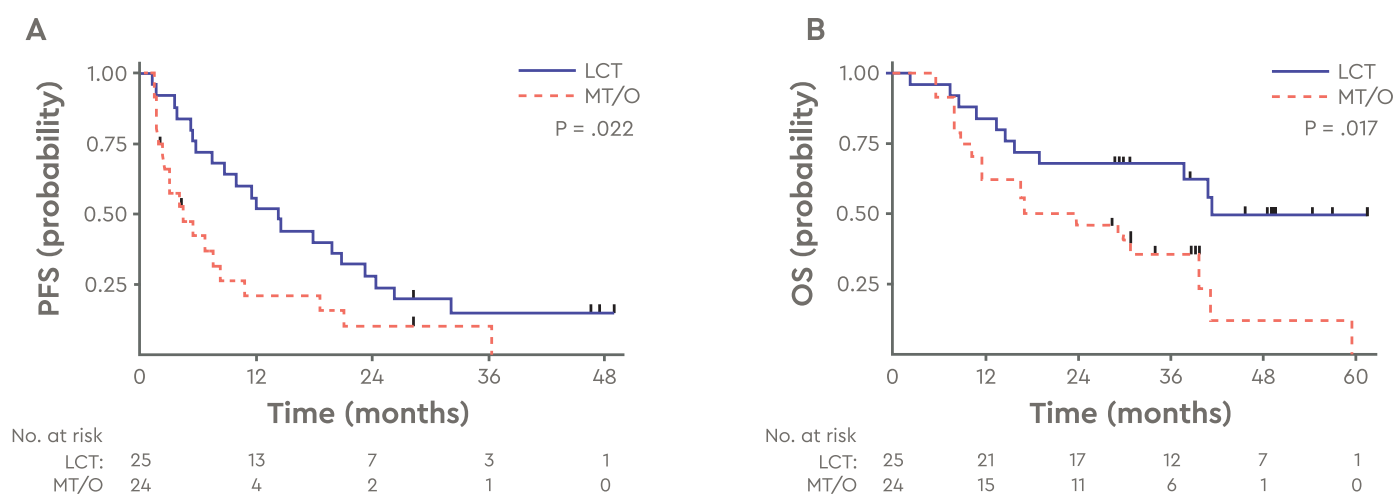 A
PFS (probability)
1.00
0.75
0.50
0.25
LCT
MT/O
P = .022
0 12 24 36 48
Time (months)
No. at risk
LCT: 25 13 7 3 1
MT/O 24 4 2 1 0
B
OS (probability)
1.00
0.75
0.50
0.25
LCT
MT/O
P = .017
0 12 24 36 48 60
Time (months)
No. at risk
LCT: 25 21 17 12 7 1
MT/O 24 15 11 6 1 0